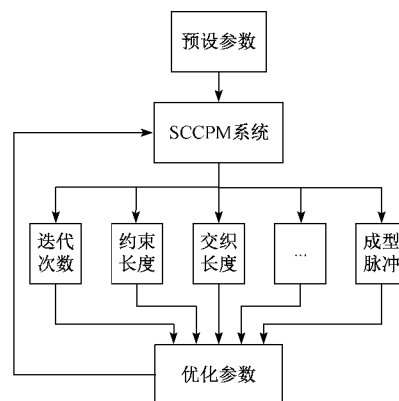 预设参数
SCCPM系统
迭代
次数
约束
长度
交织
长度
...
成型
脉冲
优化参数